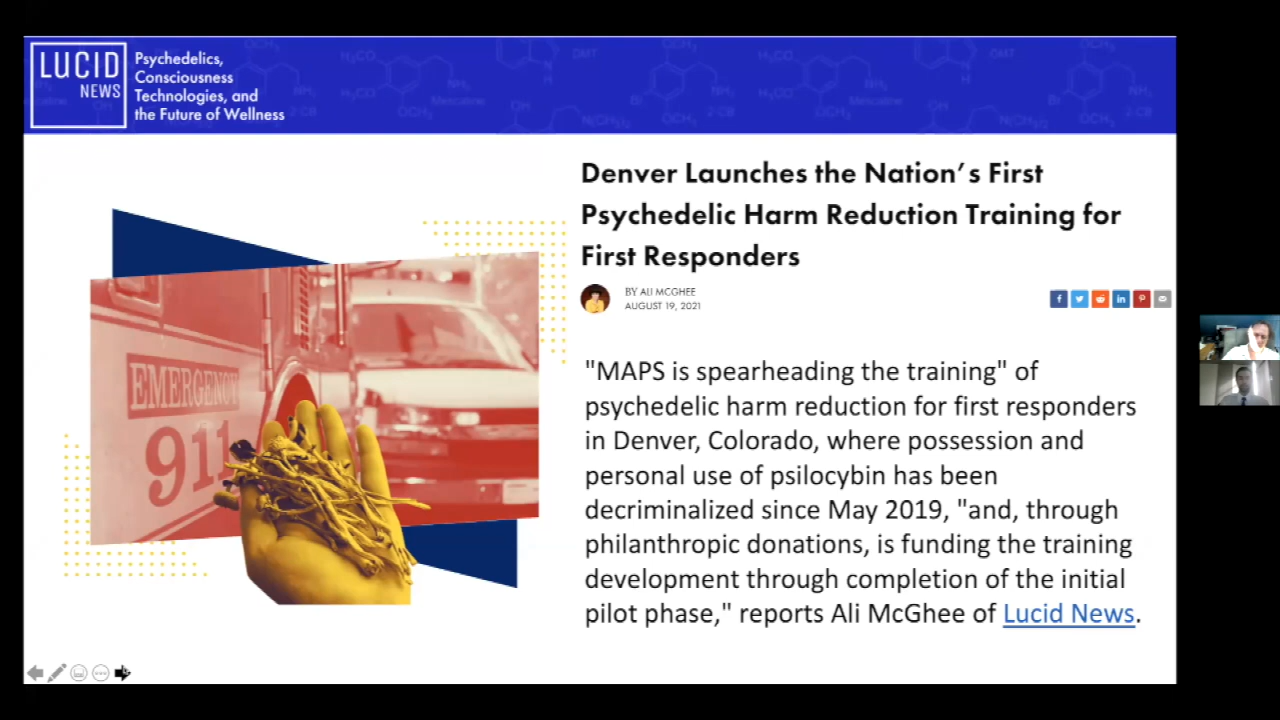 LUCID
NEWS
Psychedelics,
Consciousness
Technologies, and
the Future of Wellness
Denver Launches the Nation's First
Psychedelic Harm Reduction Training for
First Responders
BY ALI MCGHEE
AUGUST 19, 2021
EMERGENCY
911
"MAPS is spearheading the training" of
psychedelic harm reduction for first responders
in Denver, Colorado, where possession and
personal use of psilocybin has been
decriminalized since May 2019, "and, through
philanthropic donations, is funding the training
development through completion of the initial
pilot phase," reports Ali McGhee of Lucid News.